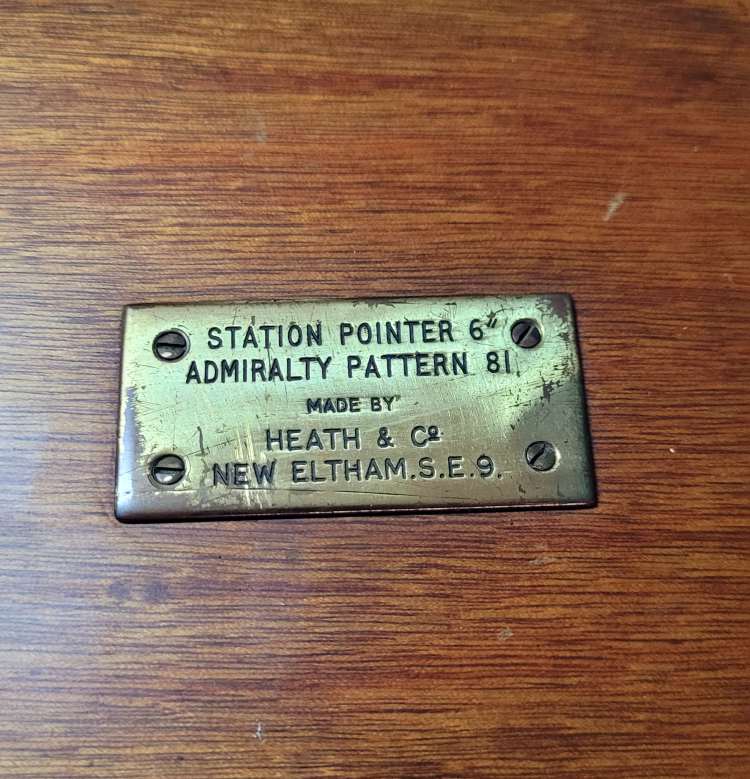 STATION POINTER 6"
ADMIRALTY PATTERN 81.
MADE BY
HEATH & Cº
NEW ELTHAM.S.E.9.